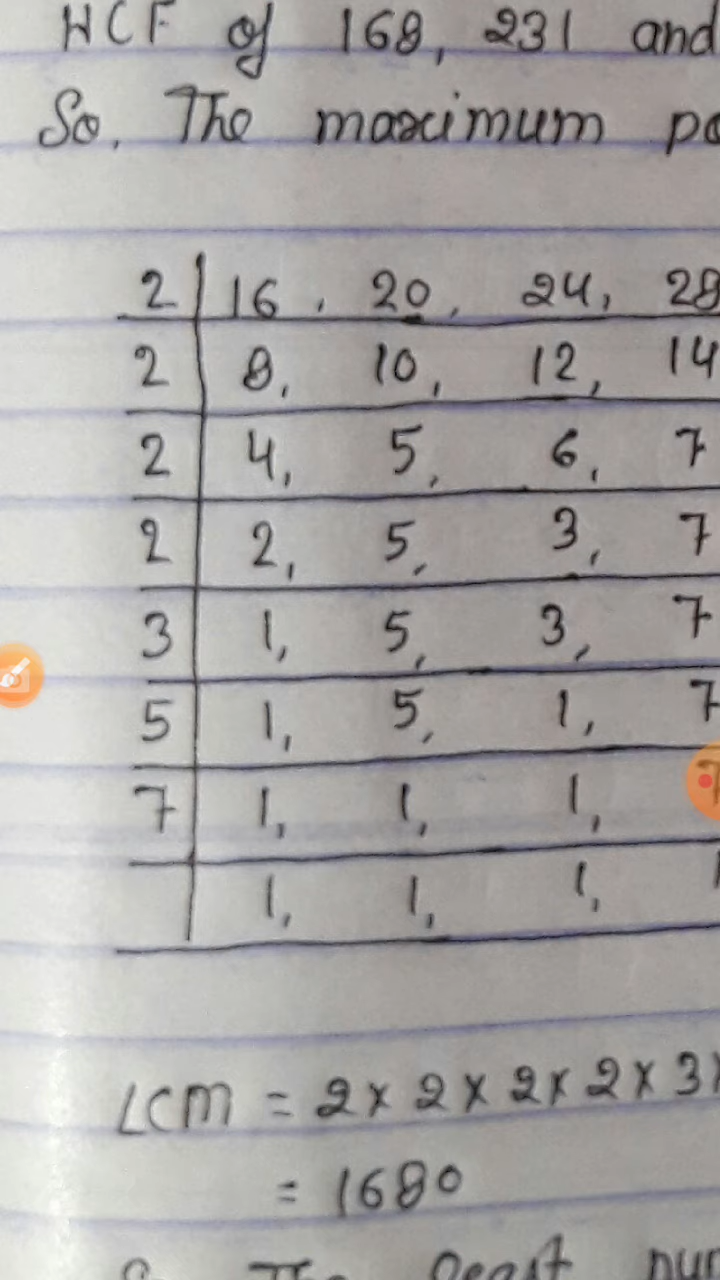 HCF of 168, 231 and
So, The maximum
2 | 16, 20, 24, 28
2 | 8, 10, 12, 14
2 | 4, 5, 6, 7
2 | 2, 5, 3, 7
3 | 1, 5, 3, 7
5 | 1, 5, 1, 7
7 | 1, 1, 1, 7
1, 1, 1, 1
LCM = 2 x 2 x 2 x 2 x 3 x
= 1680